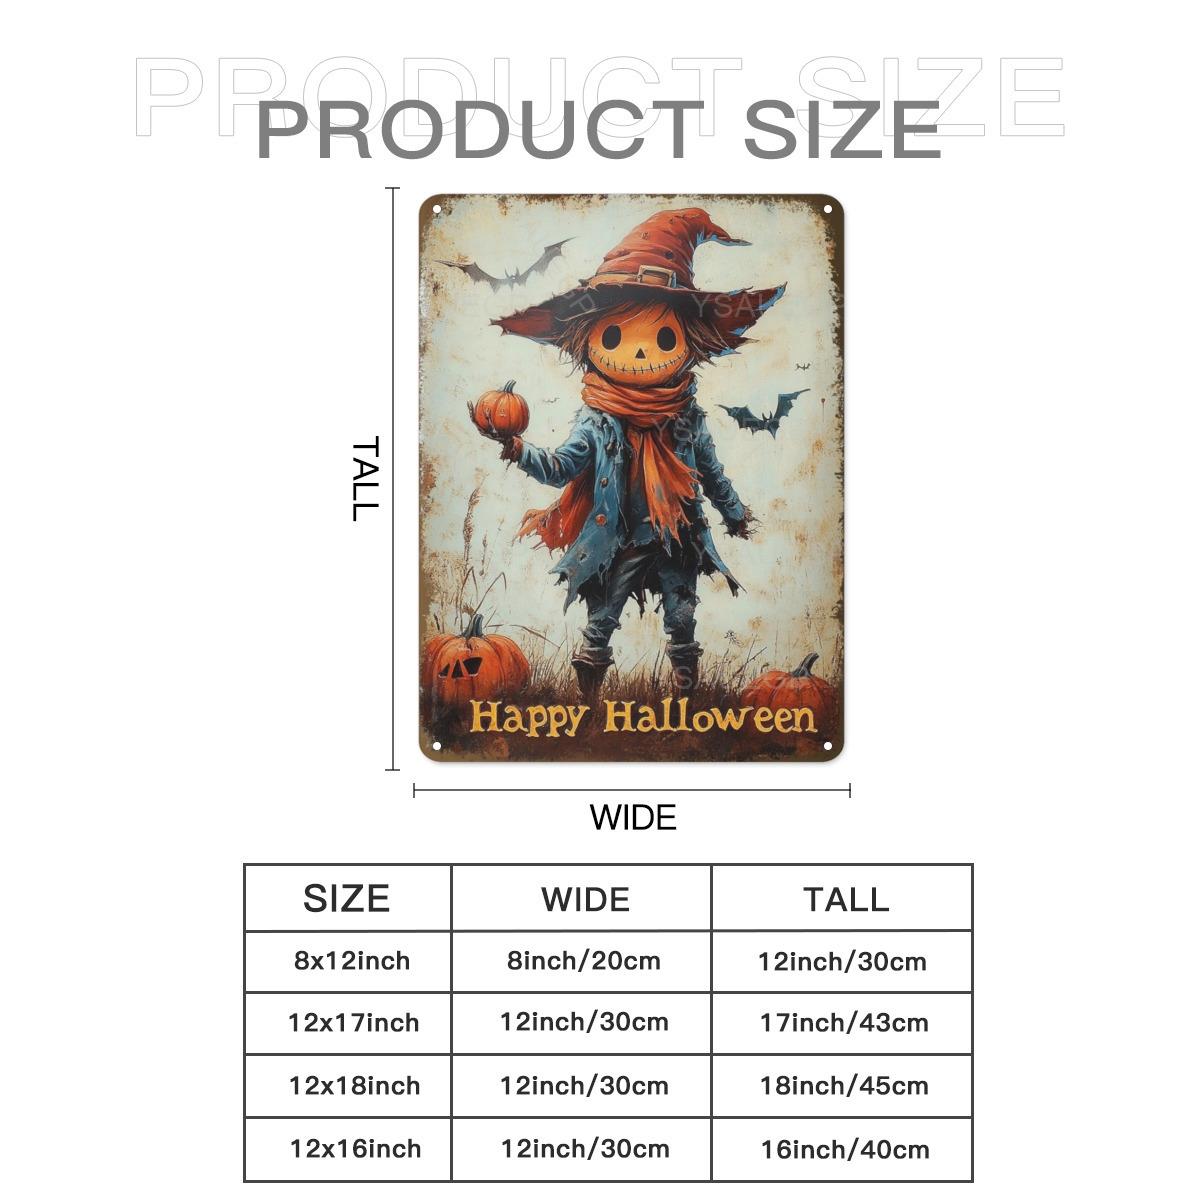 PRODUCT SIZE
PRODUCT SIZE
TALL
Happy Halloween
WIDE
SIZE WIDE TALL
8x12inch 8inch/20cm 12inch/30cm
12x17inch 12inch/30cm 17inch/43cm
12x18inch 12inch/30cm 18inch/45cm
12x16inch 12inch/30cm 16inch/40cm